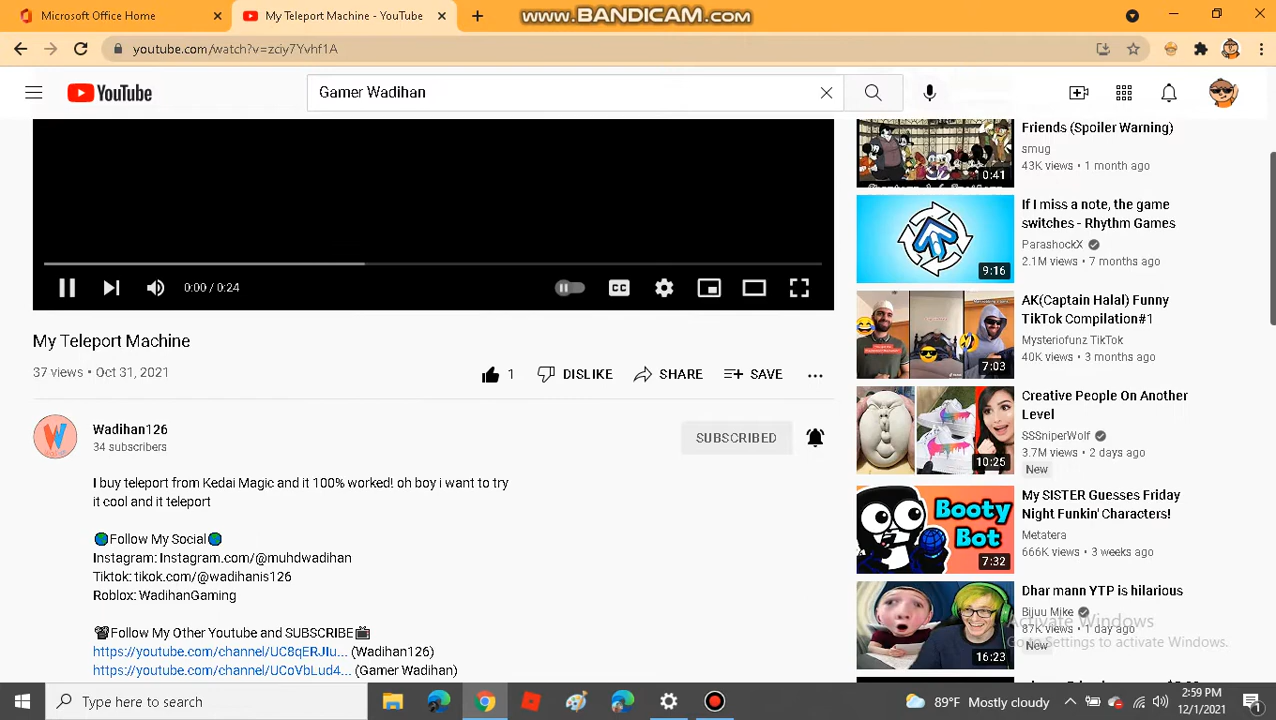 Microsoft Office Home
My Teleport Machine - YouTube
www.BANDICAM.com
youtube.com/watch?v=zciy7Yvhf1A
YouTube
Gamer Wadihan
0:00 / 0:24
CC
My Teleport Machine
37 views • Oct 31, 2021
1
DISLIKE
SHARE
SAVE
Wadihan126
34 subscribers
SUBSCRIBED
I buy teleport from Kedai Magic and it 100% worked! oh boy i want to try
it cool and it teleport
Follow My Social
Instagram: Instagram.com/@muhdwadihan
Tiktok: tikok.com/@wadihanis126
Roblox: WadihanGaming
Follow My Other Youtube and SUBSCRIBE
(Wadihan126)
(Gamer Wadihan)
0:41
Friends (Spoiler Warning)
smug
43K views • 1 month ago
9:16
If I miss a note, the game
switches - Rhythm Games
ParashockX
2.1M views • 7 months ago
7:03
AK(Captain Halal) Funny
TikTok Compilation#1
Mysteriofunz TikTok
40K views • 3 months ago
10:25
Creative People On Another
Level
SSSniperWolf
3.7M views • 2 days ago
New
Booty
Bot
7:32
My SISTER Guesses Friday
Night Funkin' Characters!
Metatera
666K views • 3 weeks ago
16:23
Dhar mann YTP is hilarious
Bijuu Mike
87K views • 1 day ago
New
Activate Windows
Go to Settings to activate Windows.
Type here to search
89°F Mostly cloudy
2:59 PM
12/1/2021
1